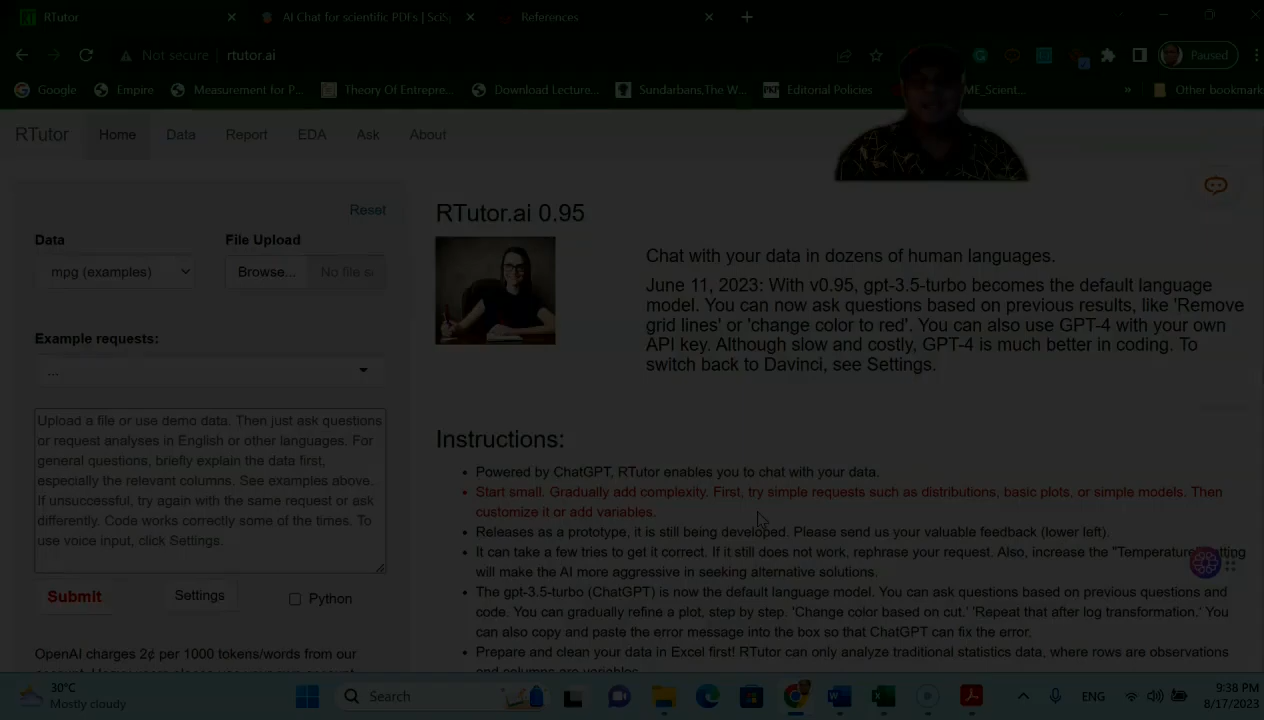 RTutor
AI Chat for scientific PDFs | SciSp
References
Not secure
rtutor.ai
Paused
Google
Empire
Measurement for P...
Theory Of Entrepre...
Download Lecture...
Sundarbans,The W...
Editorial Policies
ME_Scient...
Other bookmark
RTutor
Home
Data
Report
EDA
Ask
About
Reset
Data
File Upload
mpg (examples)
Browse...
No file se
Example requests:
...
Upload a file or use demo data. Then just ask questions
or request analyses in English or other languages. For
general questions, briefly explain the data first,
especially the relevant columns. See examples above.
If unsuccessful, try again with the same request or ask
differently. Code works correctly some of the times. To
use voice input, click Settings.
Submit
Settings
Python
OpenAI charges 2¢ per 1000 tokens/words from our
RTutor.ai 0.95
Chat with your data in dozens of human languages.
June 11, 2023: With v0.95, gpt-3.5-turbo becomes the default language
model. You can now ask questions based on previous results, like 'Remove
grid lines' or 'change color to red'. You can also use GPT-4 with your own
API key. Although slow and costly, GPT-4 is much better in coding. To
switch back to Davinci, see Settings.
Instructions:
Powered by ChatGPT, RTutor enables you to chat with your data.
Start small. Gradually add complexity. First, try simple requests such as distributions, basic plots, or simple models. Then
customize it or add variables.
Releases as a prototype, it is still being developed. Please send us your valuable feedback (lower left).
It can take a few tries to get it correct. If it still does not work, rephrase your request. Also, increase the "Temperature" setting
will make the AI more aggressive in seeking alternative solutions.
The gpt-3.5-turbo (ChatGPT) is now the default language model. You can ask questions based on previous questions and
code. You can gradually refine a plot, step by step. 'Change color based on cut.' 'Repeat that after log transformation.' You
can also copy and paste the error message into the box so that ChatGPT can fix the error.
Prepare and clean your data in Excel first! RTutor can only analyze traditional statistics data, where rows are observations
and columns are variables.
30°C
Mostly cloudy
Search
ENG
9:38 PM
8/17/2023